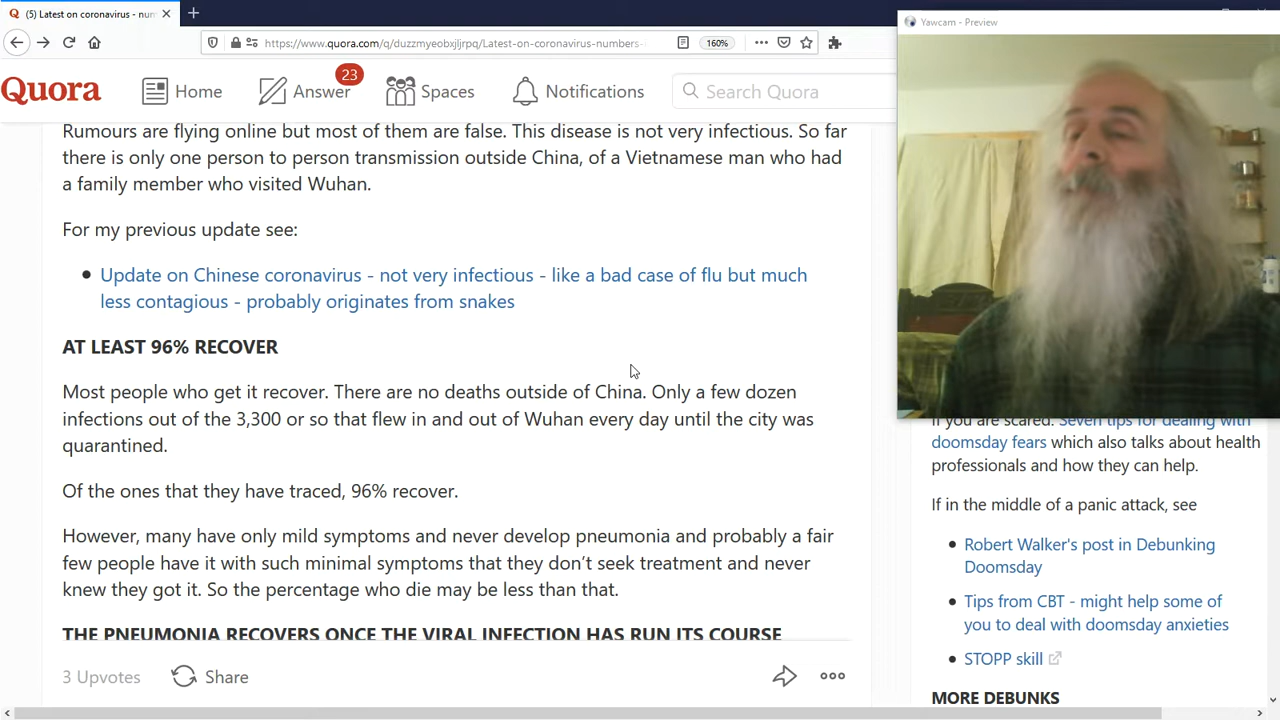 (5) Latest on coronavirus - num
https://www.quora.com/q/duzzmyeobxjljrpq/Latest-on-coronavirus-numbers-
160%
Yawcam - Preview
Quora
Home
Answer
23
Spaces
Notifications
Search Quora
Rumours are flying online but most of them are false. This disease is not very infectious. So far
there is only one person to person transmission outside China, of a Vietnamese man who had
a family member who visited Wuhan.
For my previous update see:
Update on Chinese coronavirus - not very infectious - like a bad case of flu but much
less contagious - probably originates from snakes
AT LEAST 96% RECOVER
Most people who get it recover. There are no deaths outside of China. Only a few dozen
infections out of the 3,300 or so that flew in and out of Wuhan every day until the city was
quarantined.
Of the ones that they have traced, 96% recover.
However, many have only mild symptoms and never develop pneumonia and probably a fair
few people have it with such minimal symptoms that they don't seek treatment and never
knew they got it. So the percentage who die may be less than that.
THE PNEUMONIA RECOVERS ONCE THE VIRAL INFECTION HAS RUN ITS COURSE
3 Upvotes
Share
If you are scared. Seven tips for dealing with
doomsday fears which also talks about health
professionals and how they can help.
If in the middle of a panic attack, see
Robert Walker's post in Debunking
Doomsday
Tips from CBT - might help some of
you to deal with doomsday anxieties
STOPP skill
MORE DEBUNKS